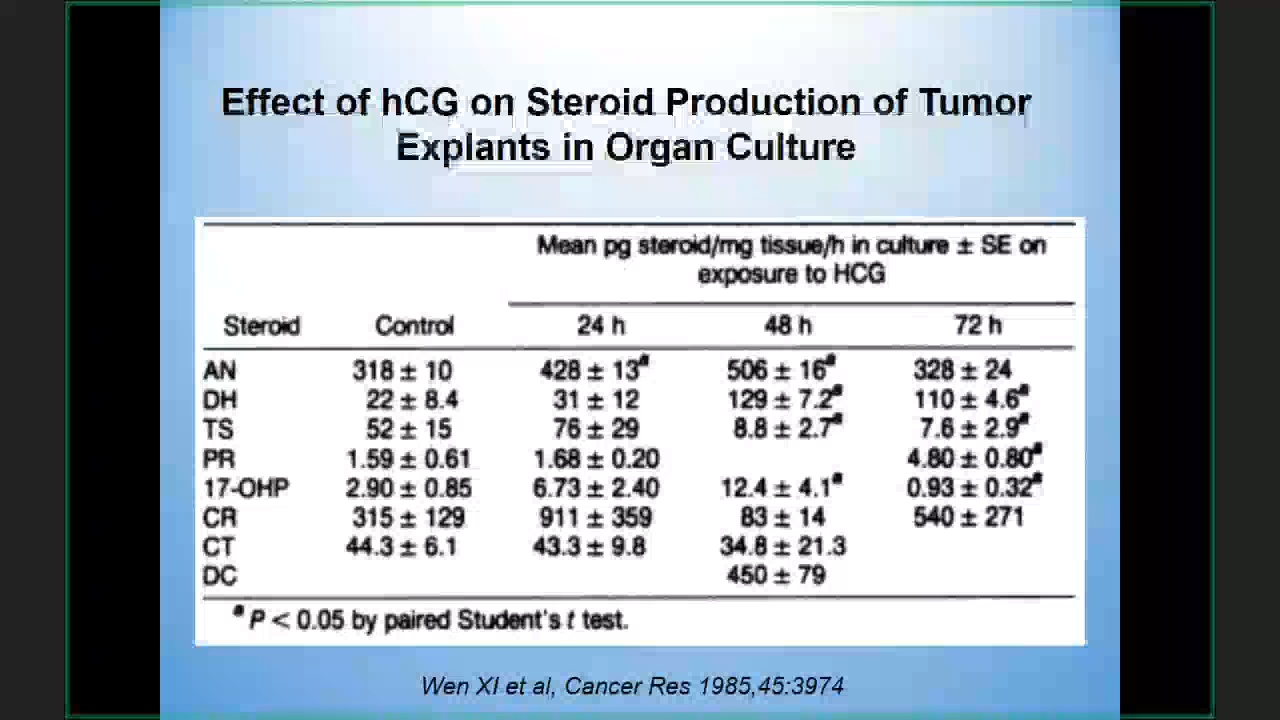 Effect of hCG on Steroid Production of Tumor
Explants in Organ Culture
Mean pg steroid/mg tissue/h in culture ± SE on
exposure to HCG
Steroid Control 24 h 48 h 72 h
AN 318 ± 10 428 ± 13a 506 ± 16a 328 ± 24
DH 22 ± 8.4 31 ± 12 129 ± 7.2a 110 ± 4.6a
TS 52 ± 15 76 ± 29 8.8 ± 2.7a 7.6 ± 2.9a
PR 1.59 ± 0.61 1.68 ± 0.20 4.80 ± 0.80a
17-OHP 2.90 ± 0.85 6.73 ± 2.40 12.4 ± 4.1a 0.93 ± 0.32a
CR 315 ± 129 911 ± 359 83 ± 14 540 ± 271
CT 44.3 ± 6.1 43.3 ± 9.8 34.8 ± 21.3
DC 450 ± 79
a P < 0.05 by paired Student's t test.
Wen XI et al, Cancer Res 1985,45:3974